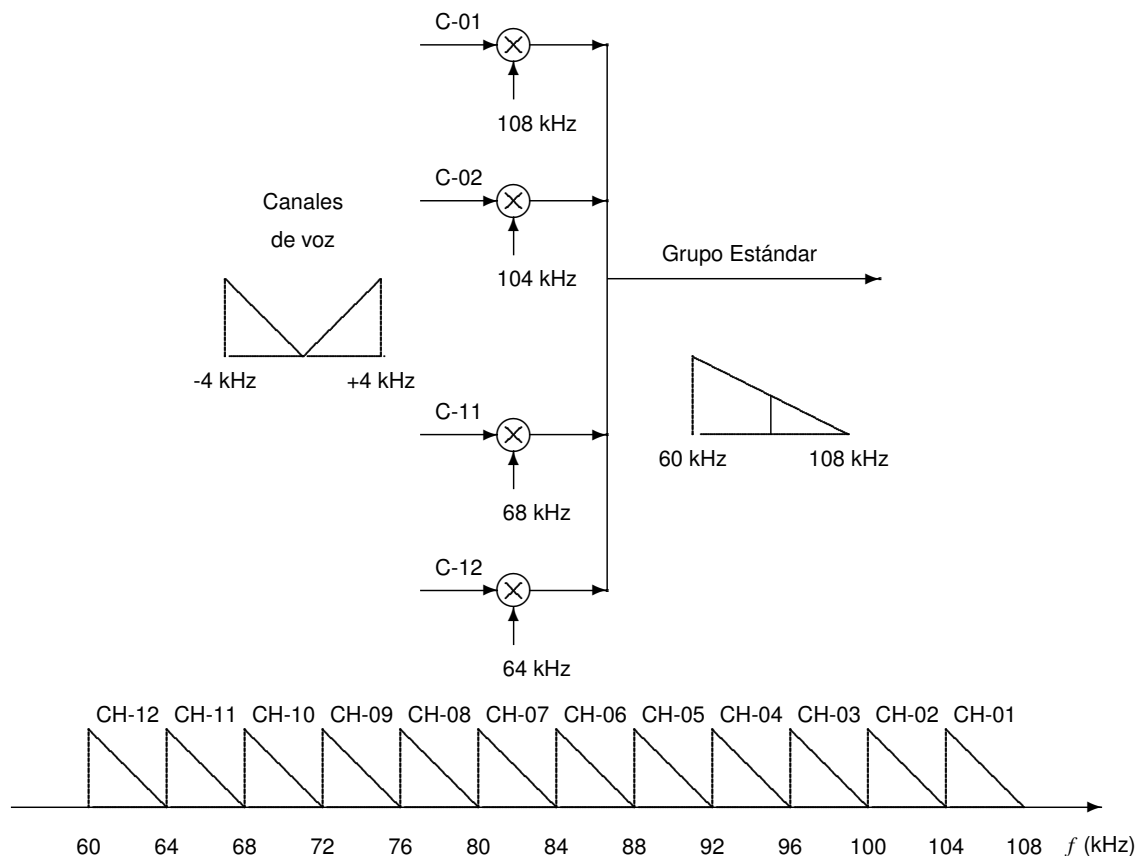 C-01
108 kHz
C-02
Canales
de voz
104 kHz
Grupo Estándar
-4 kHz
+4 kHz
C-11
60 kHz
108 kHz
68 kHz
C-12
64 kHz
CH-12 CH-11 CH-10 CH-09 CH-08 CH-07 CH-06 CH-05 CH-04 CH-03 CH-02 CH-01
60 64 68 72 76 80 84 88 92 96 100 104 108 f (kHz)